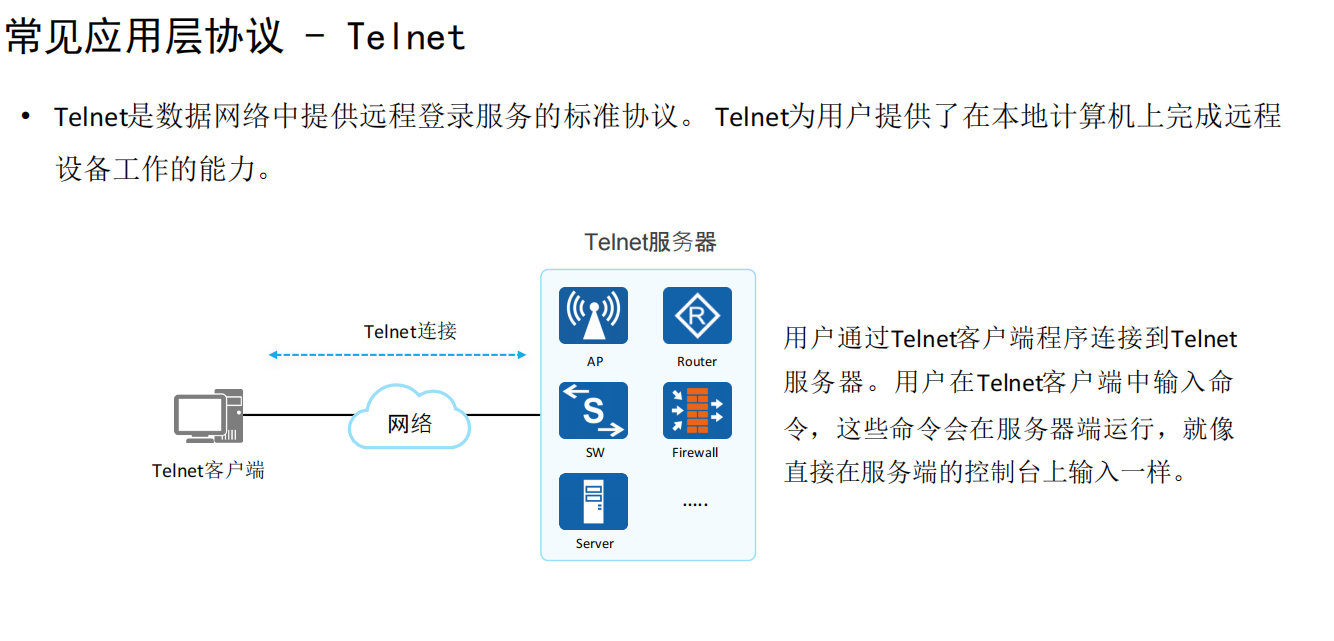 常见应用层协议 - Telnet
• Telnet是数据网络中提供远程登录服务的标准协议。 Telnet为用户提供了在本地计算机上完成远程
设备工作的能力。
Telnet服务器
Telnet连接
AP
R
Router
网络
Telnet客户端
S
SW
Firewall
Server
.....
用户通过Telnet客户端程序连接到Telnet
服务器。用户在Telnet客户端中输入命
令，这些命令会在服务器端运行，就像
直接在服务端的控制台上输入一样。